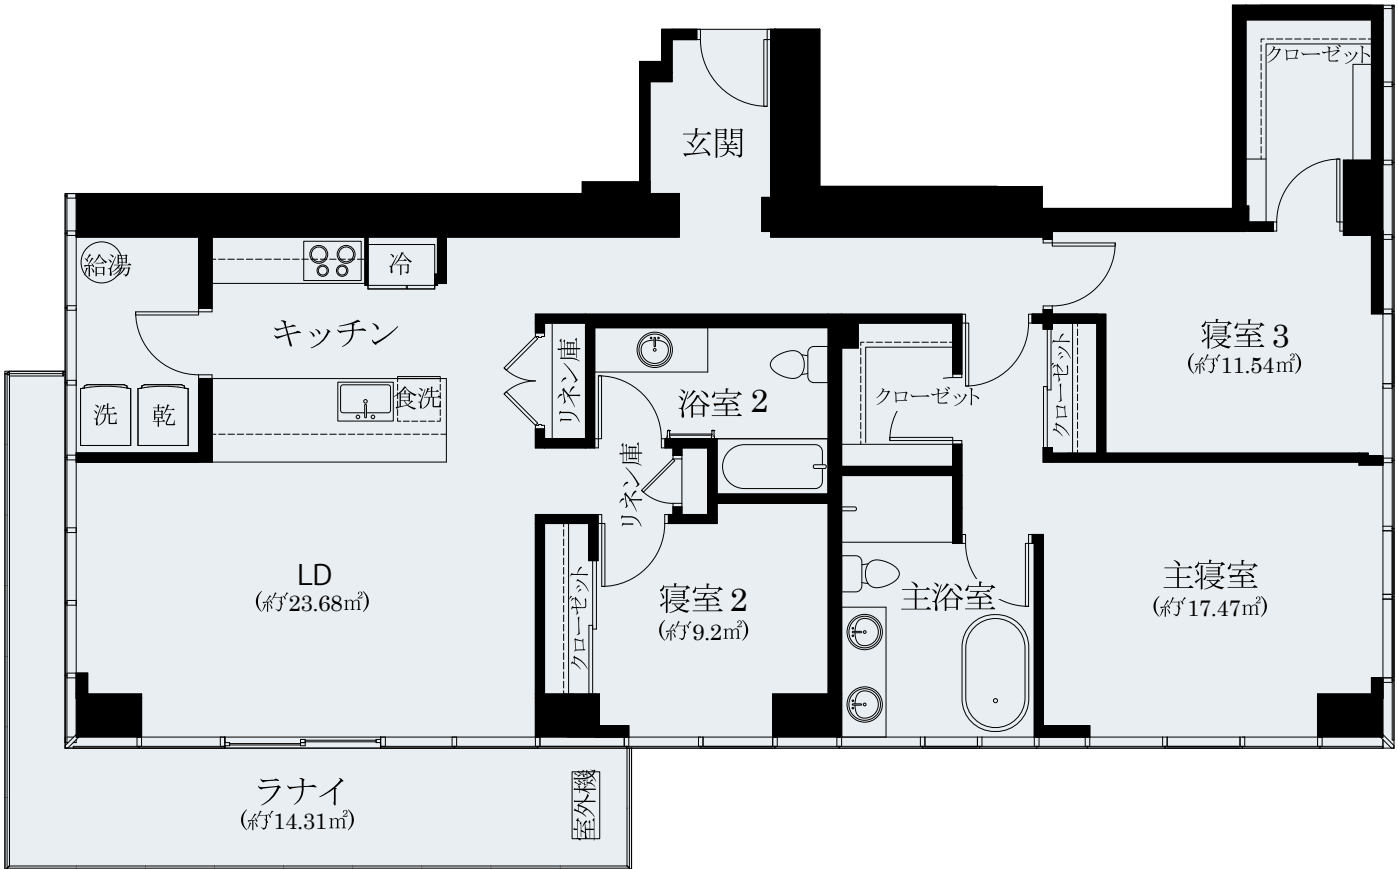 クローゼット
玄関
給湯
冷
キッチン
寝室 3
(約11.54㎡)
リネン庫
浴室 2
クローゼット
クローゼット
洗
乾
食洗
リネン庫
LD
(約23.68㎡)
クローゼット
寝室 2
(約9.2㎡)
主浴室
主寝室
(約17.47㎡)
ラナイ
(約14.31㎡)
室外機